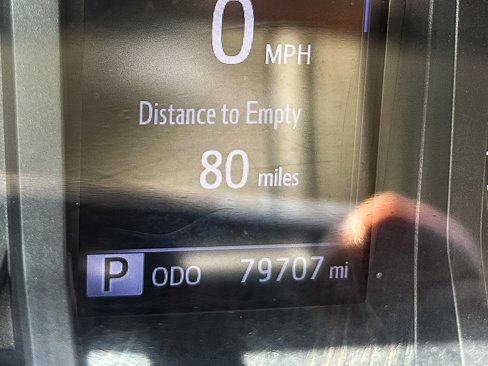 0 MPH
Distance to Empty
80 miles
P ODO 79707 mi